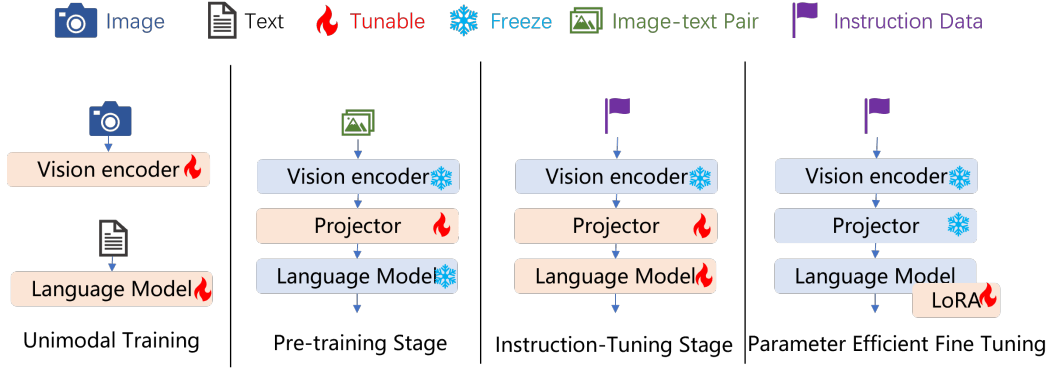 Image Text Tunable Freeze Image-text Pair Instruction Data
Vision encoder
Language Model
Unimodal Training
Vision encoder
Projector
Language Model
Pre-training Stage
Vision encoder
Projector
Language Model
Instruction-Tuning Stage
Vision encoder
Projector
Language Model
LoRA
Parameter Efficient Fine Tuning